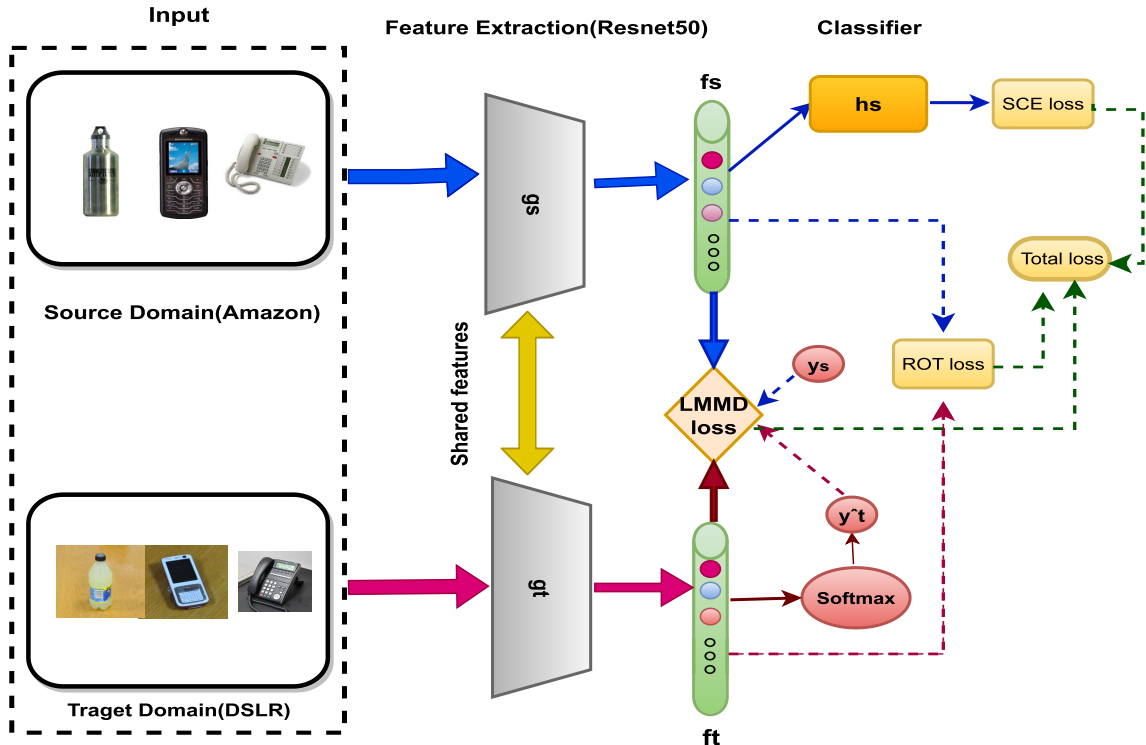 Input
Feature Extraction(Resnet50)
Classifier
fs
hs
SCE loss
gs
Total loss
Source Domain(Amazon)
Shared features
ys
ROT loss
LMMD
loss
yˆt
gt
Softmax
Traget Domain(DSLR)
ft